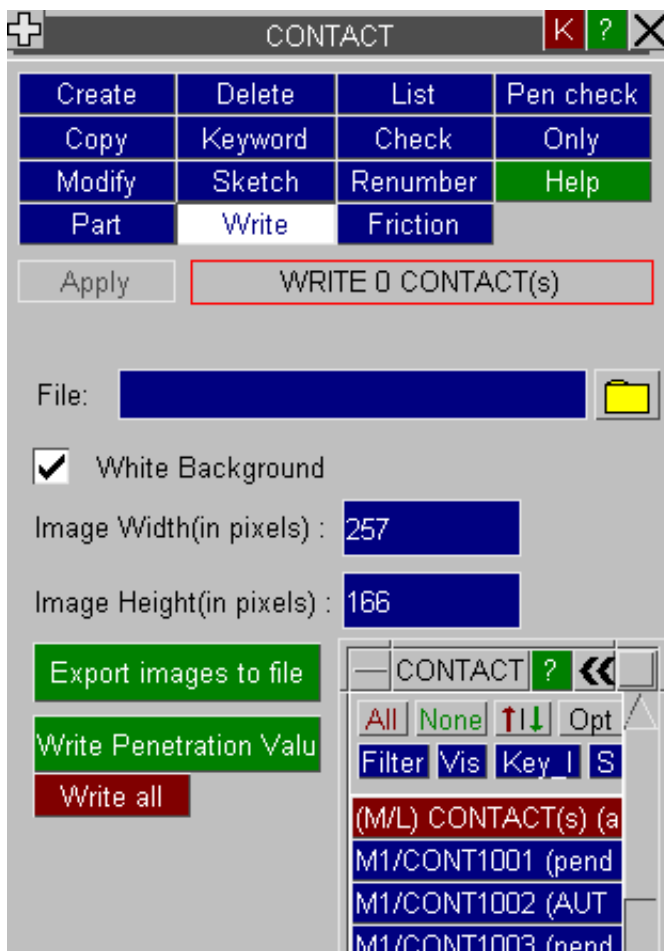 CONTACT K ?
Create Delete List Pen check
Copy Keyword Check Only
Modify Sketch Renumber Help
Part Write Friction
Apply WRITE 0 CONTACT(s)
File:
White Background
Image Width(in pixels) : 257
Image Height(in pixels) : 166
Export images to file
CONTACT ?
All None Opt
Write Penetration Valu
Filter Vis Key_I S
Write all
(M/L) CONTACT(s) (a
M1/CONT1001 (pend
M1/CONT1002 (AUT
M1/CONT1003 (pend